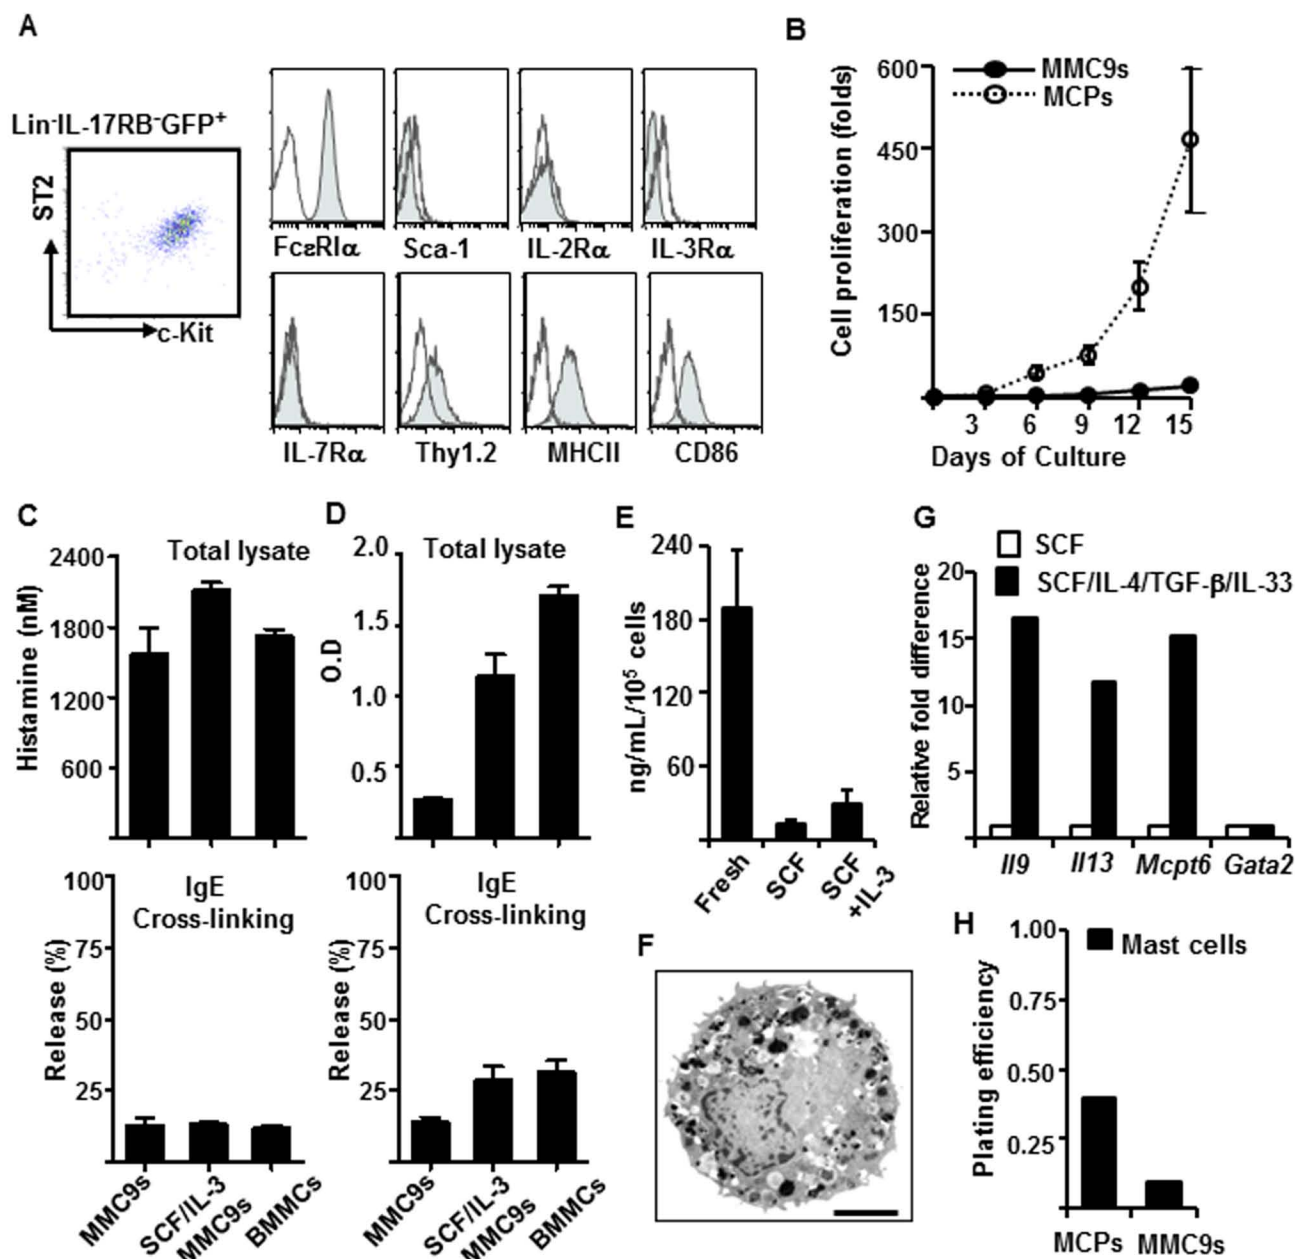 A
Lin-IL-17RB-GFP+
ST2
c-Kit
FcεRIα
Sca-1
IL-2Rα
IL-3Rα
IL-7Rα
Thy1.2
MHCII
CD86
B
MMC9s
MCPs
Cell proliferation (folds)
600
450
300
150
3 6 9 12 15
Days of Culture
C
Total lysate
Histamine (nM)
2400
1800
1200
600
IgE
Cross-linking
Release (%)
100
75
50
25
MMC9s
SCF/IL-3
MMC9s
BMMCs
D
Total lysate
O.D
2.0
1.5
1.0
0.5
IgE
Cross-linking
Release (%)
100
75
50
25
MMC9s
SCF/IL-3
MMC9s
BMMCs
E
ng/mL/10⁵ cells
240
180
120
60
Fresh
SCF
SCF
+IL-3
F
G
SCF
SCF/IL-4/TGF-β/IL-33
Relative fold difference
20
15
10
5
Il9 Il13 Mcpt6 Gata2
H
Mast cells
Plating efficiency
1.00
0.75
0.50
0.25
MCPs MMC9s